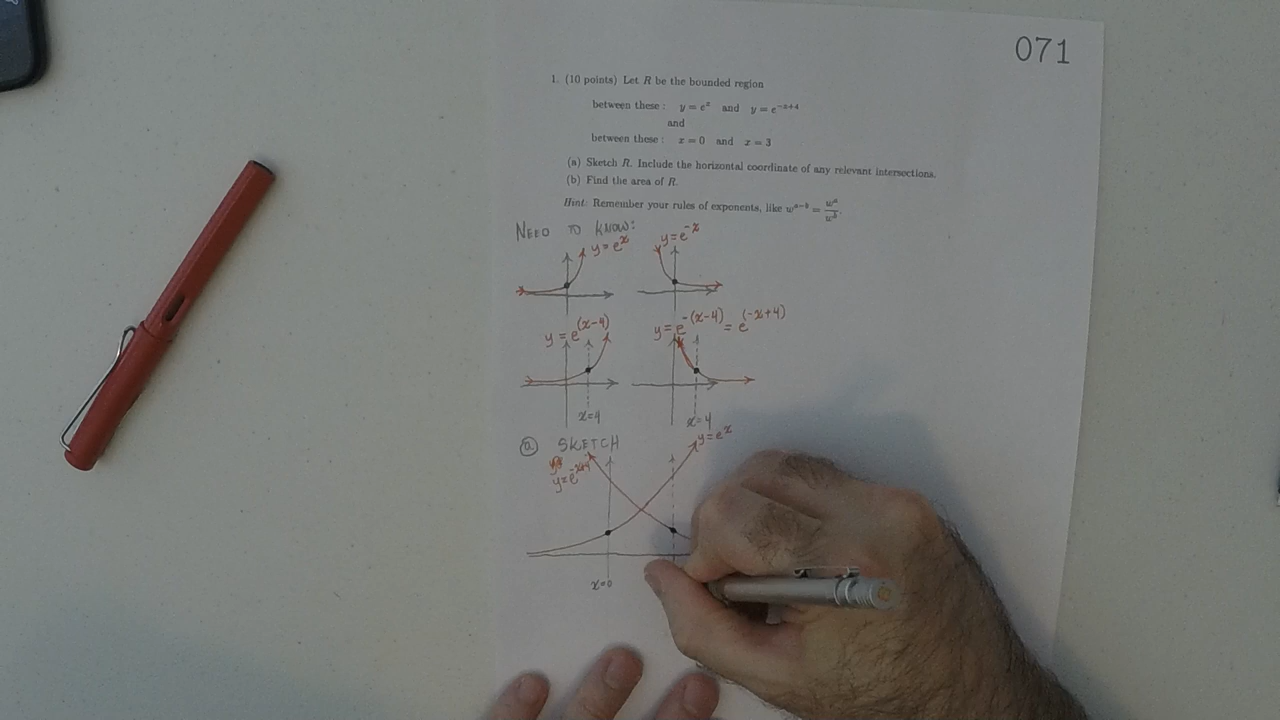 071
1. (10 points) Let R be the bounded region
between these : y = e^x and y = e^{-x+4}
and
between these : x = 0 and x = 3
(a) Sketch R. Include the horizontal coordinate of any relevant intersections.
(b) Find the area of R.
Hint: Remember your rules of exponents, like w^{a-b} = w^a/w^b.
NEED TO KNOW:
y=e^x
y=e^{-x}
y=e^{(x-4)}
y=e^{-(x-4)}=e^{(-x+4)}
x=4
x=4
(a) SKETCH
y=e^x
y=e^{-x+4}
x=0